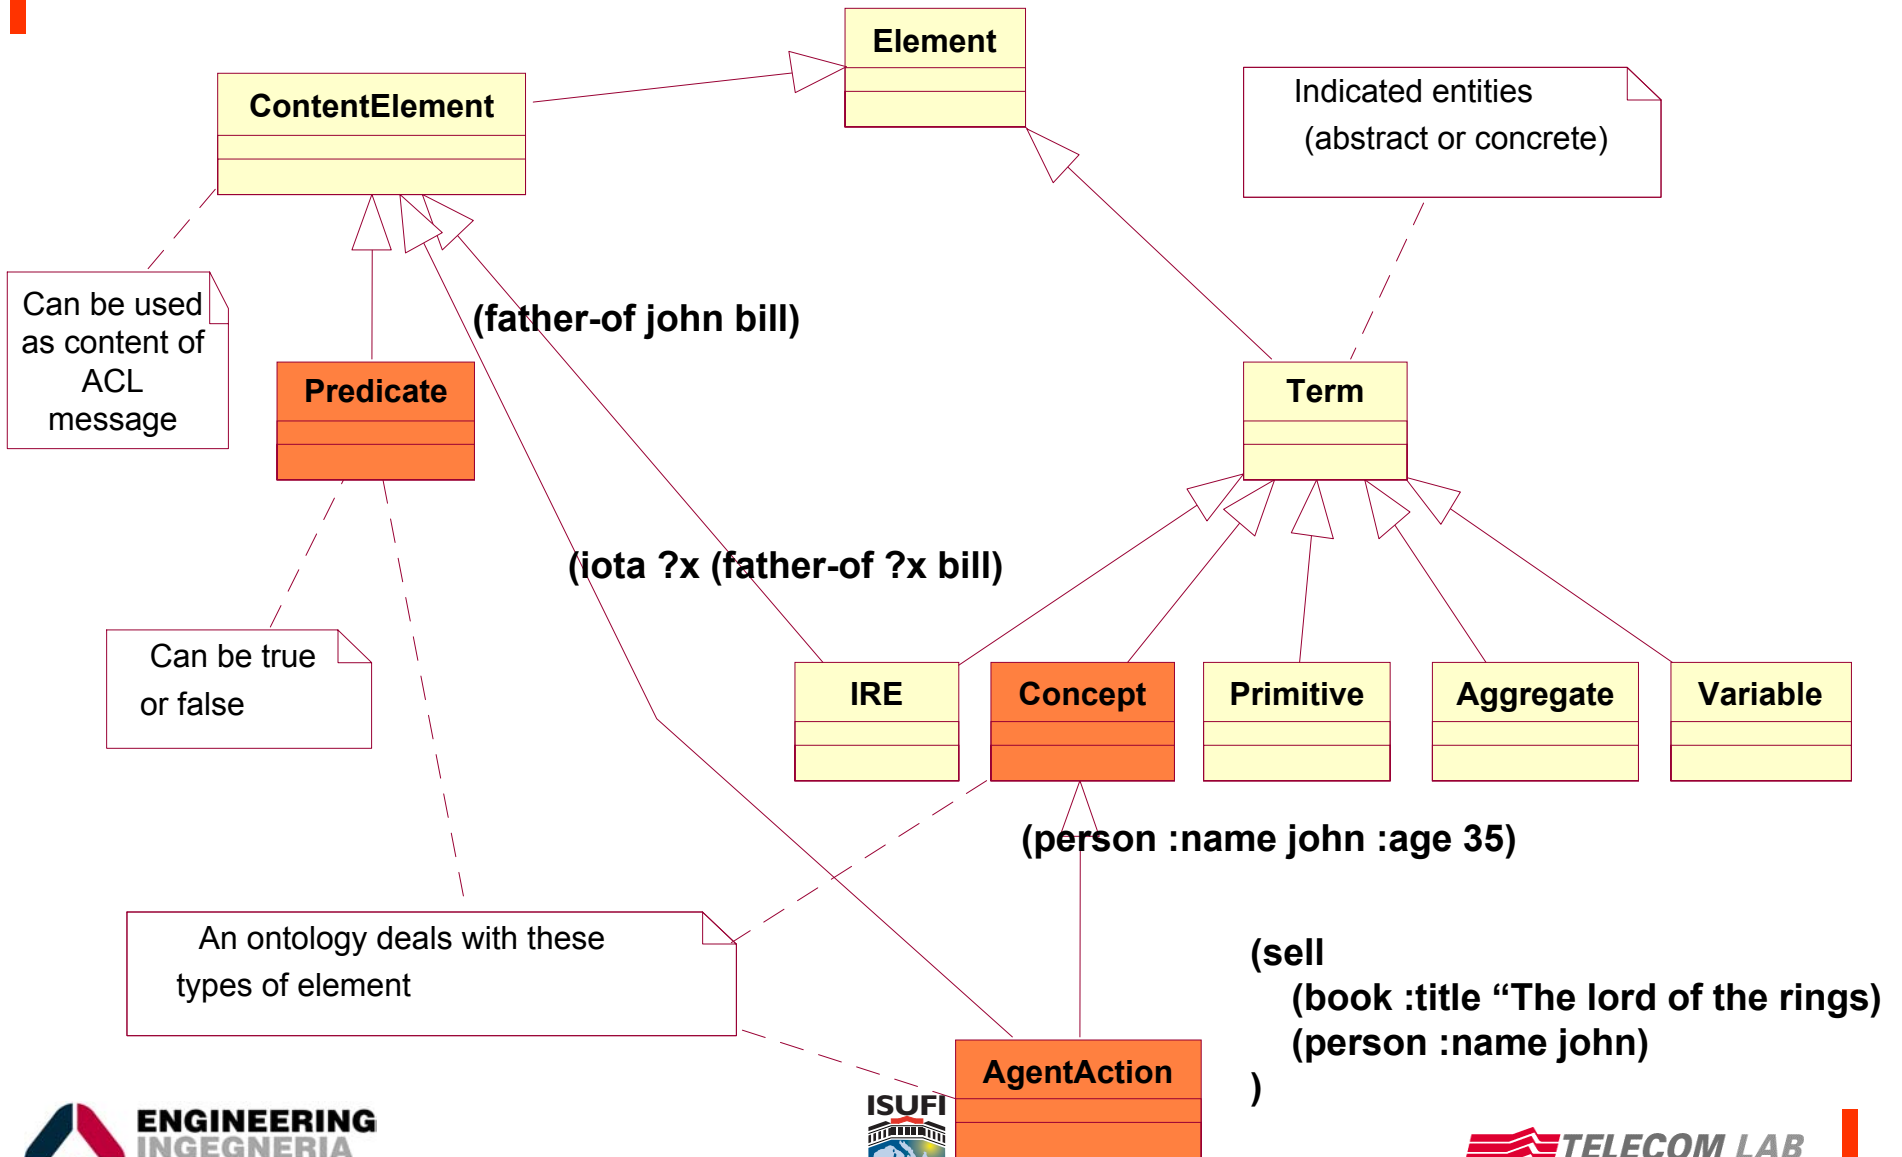 Element
ContentElement
Indicated entities
(abstract or concrete)
Can be used
as content of
ACL
message
(father-of john bill)
Predicate
Term
(iota ?x (father-of ?x bill)
Can be true
or false
IRE
Concept
Primitive
Aggregate
Variable
(person :name john :age 35)
An ontology deals with these
types of element
(sell
(book :title “The lord of the rings)
(person :name john)
)
AgentAction
ISUFI
ENGINEERING
INGEGNERIA
TELECOM LAB